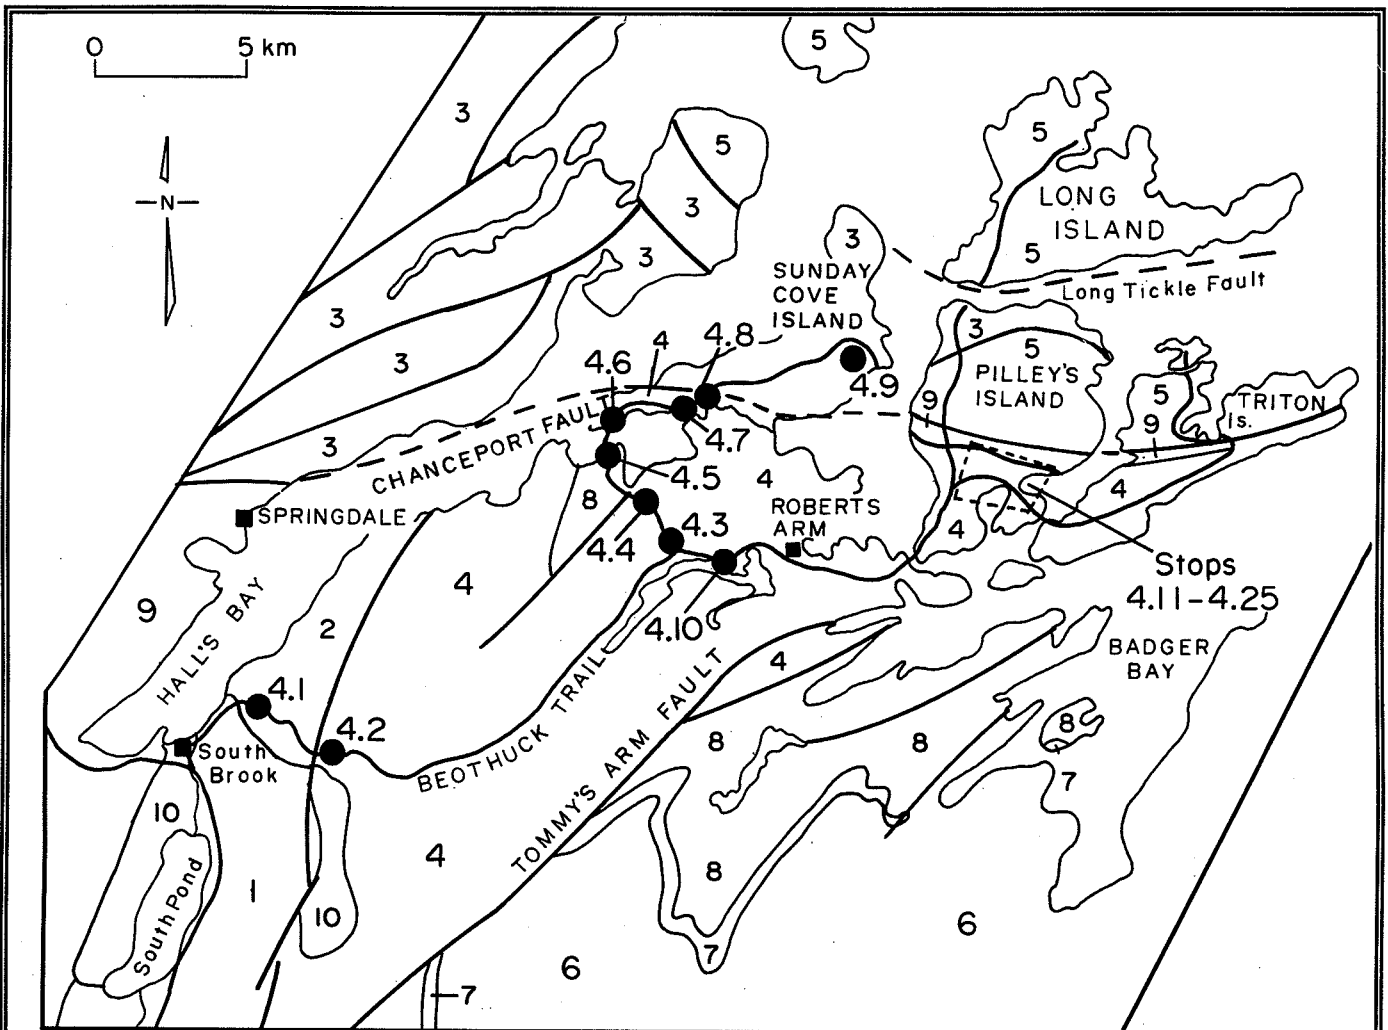 0 5 km
5
3
5
5
N
3
LONG
ISLAND
3
3
5
SUNDAY
COVE
ISLAND
Long Tickle Fault
3
3
4
4.8
3
5
4.6
PILLEY'S
ISLAND
5
4.9
9
TRITON
Is.
9
3
CHANCEPORT FAULT
4.7
4.5
4
4
8
SPRINGDALE
ROBERTS
ARM
4
4.3
4.4
Stops
4.11-4.25
4
9
HALL'S BAY
2
4.10
BADGER
BAY
4
4.1
4.2
South
Brook
BEOTHUCK TRAIL
TOMMY'S ARM FAULT
8
8
8
7
10
South Pond
4
8
1
10
6
7
6
7